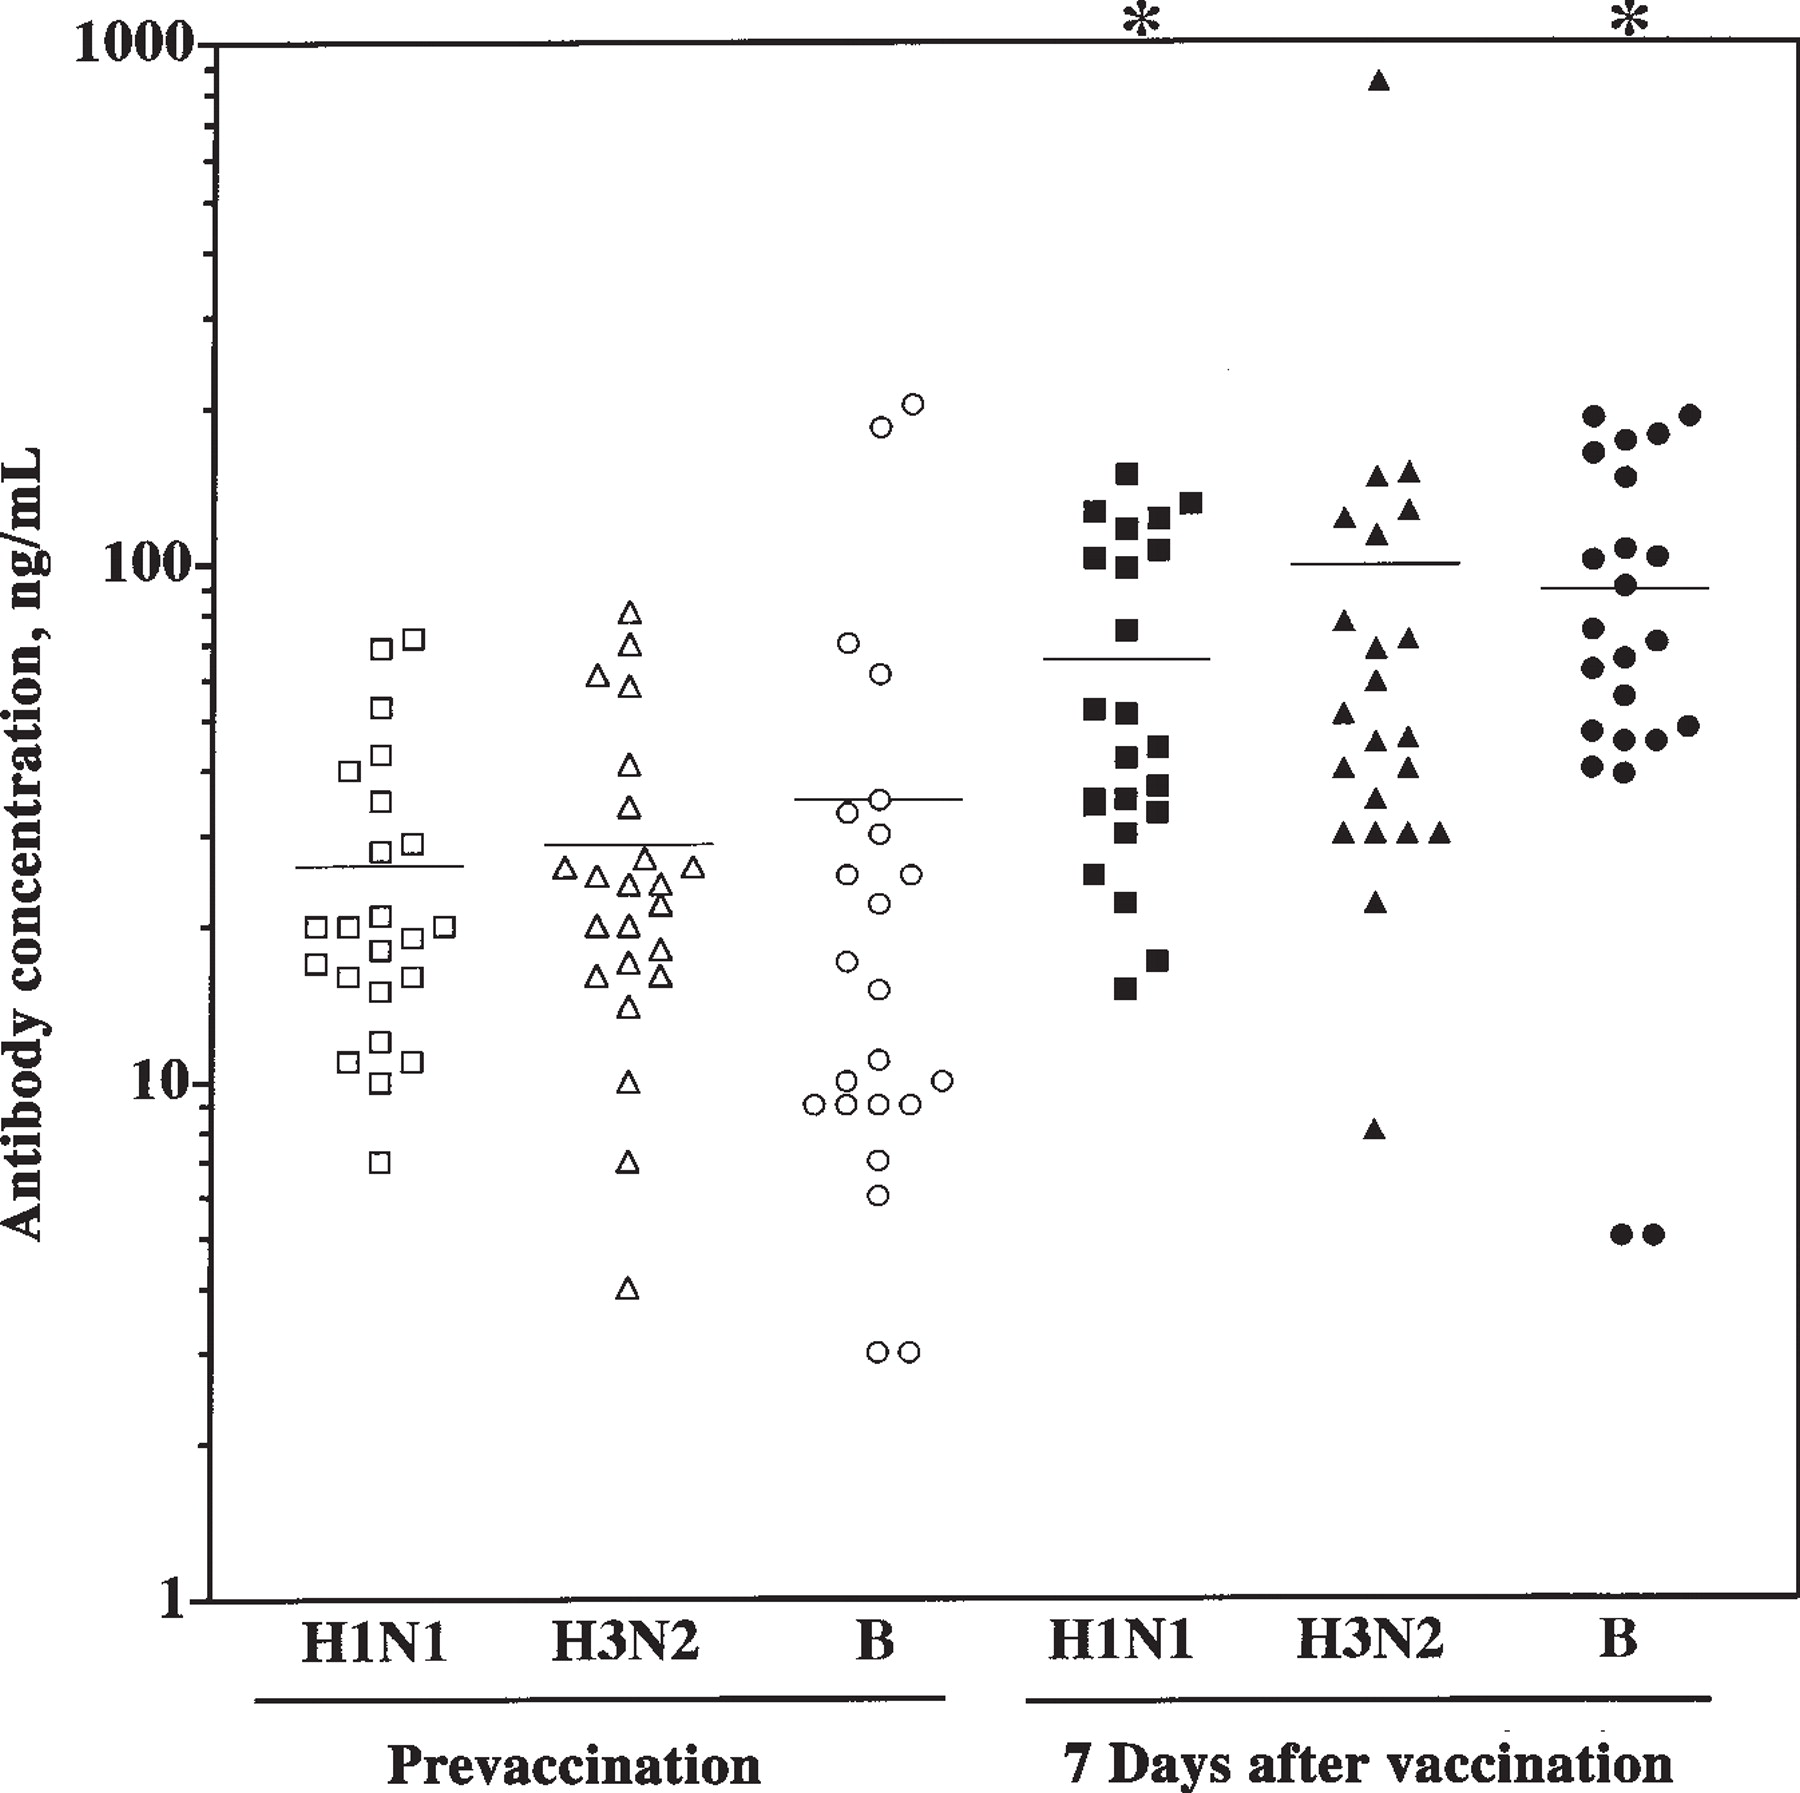 * *
1000
100
10
1
Antibody concentration, ng/mL
H1N1 H3N2 B H1N1 H3N2 B
Prevaccination 7 Days after vaccination